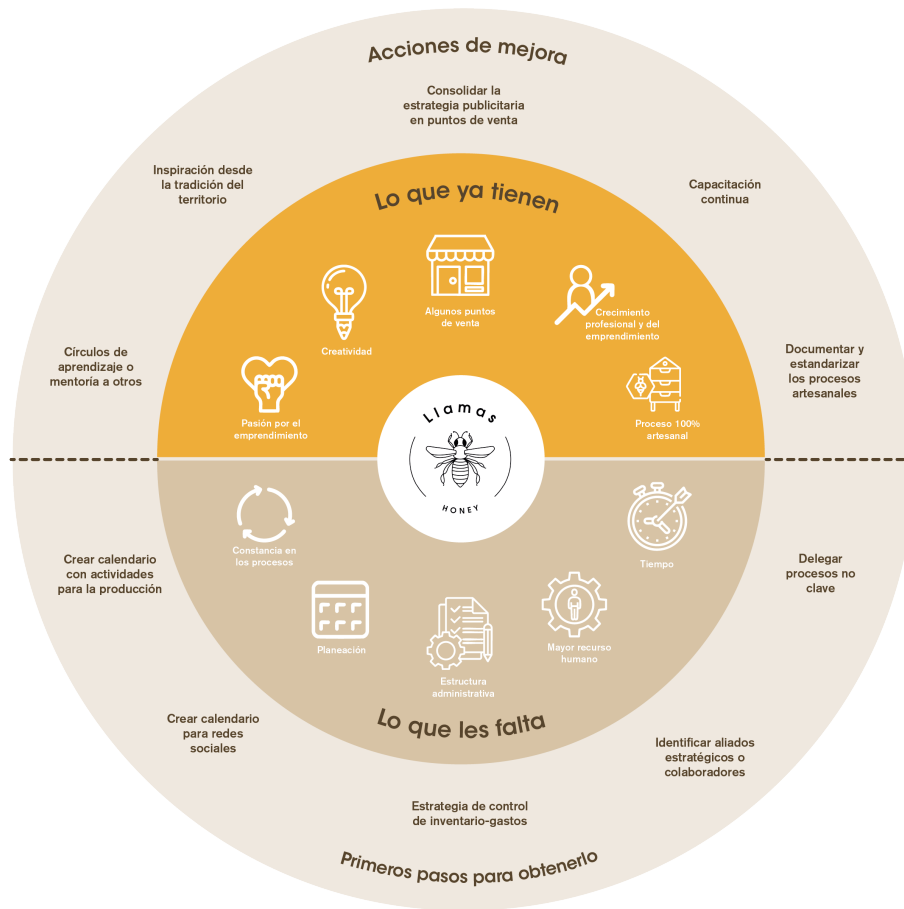 Acciones de mejora
Consolidar la
estrategia publicitaria
en puntos de venta
Inspiración desde
la tradición del
territorio
Capacitación
continua
Círculos de
aprendizaje o
mentoría a otros
Documentar y
estandarizar
los procesos
artesanales
Lo que ya tienen
Algunos puntos
de venta
Creatividad
Crecimiento
profesional y del
emprendimiento
Pasión por el
emprendimiento
Proceso 100%
artesanal
Llamas
HONEY
Constancia en
los procesos
Tiempo
Planeación
Mayor recurso
humano
Estructura
administrativa
Lo que les falta
Crear calendario
con actividades
para la producción
Delegar
procesos no
clave
Crear calendario
para redes
sociales
Identificar aliados
estratégicos o
colaboradores
Estrategia de control
de inventario-gastos
Primeros pasos para obtenerlo